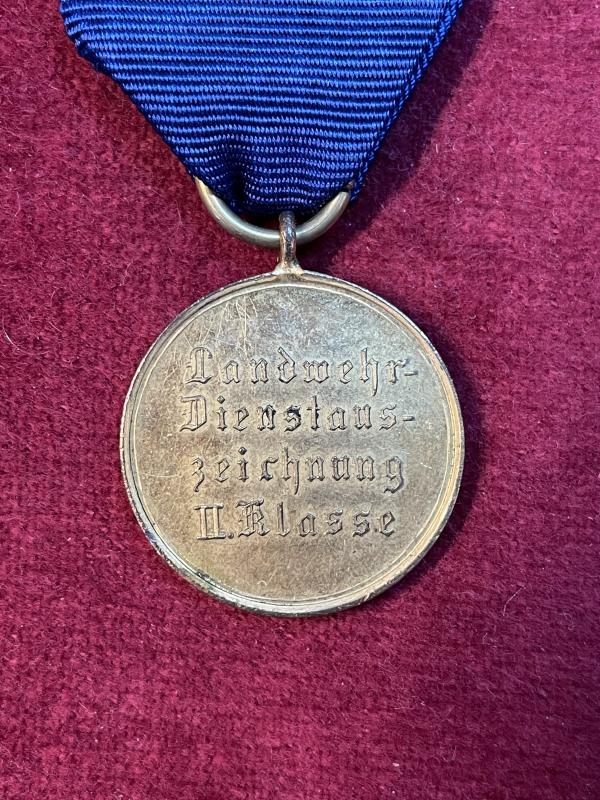 Landwehr-
Dienstaus-
zeichnung
II. Klasse